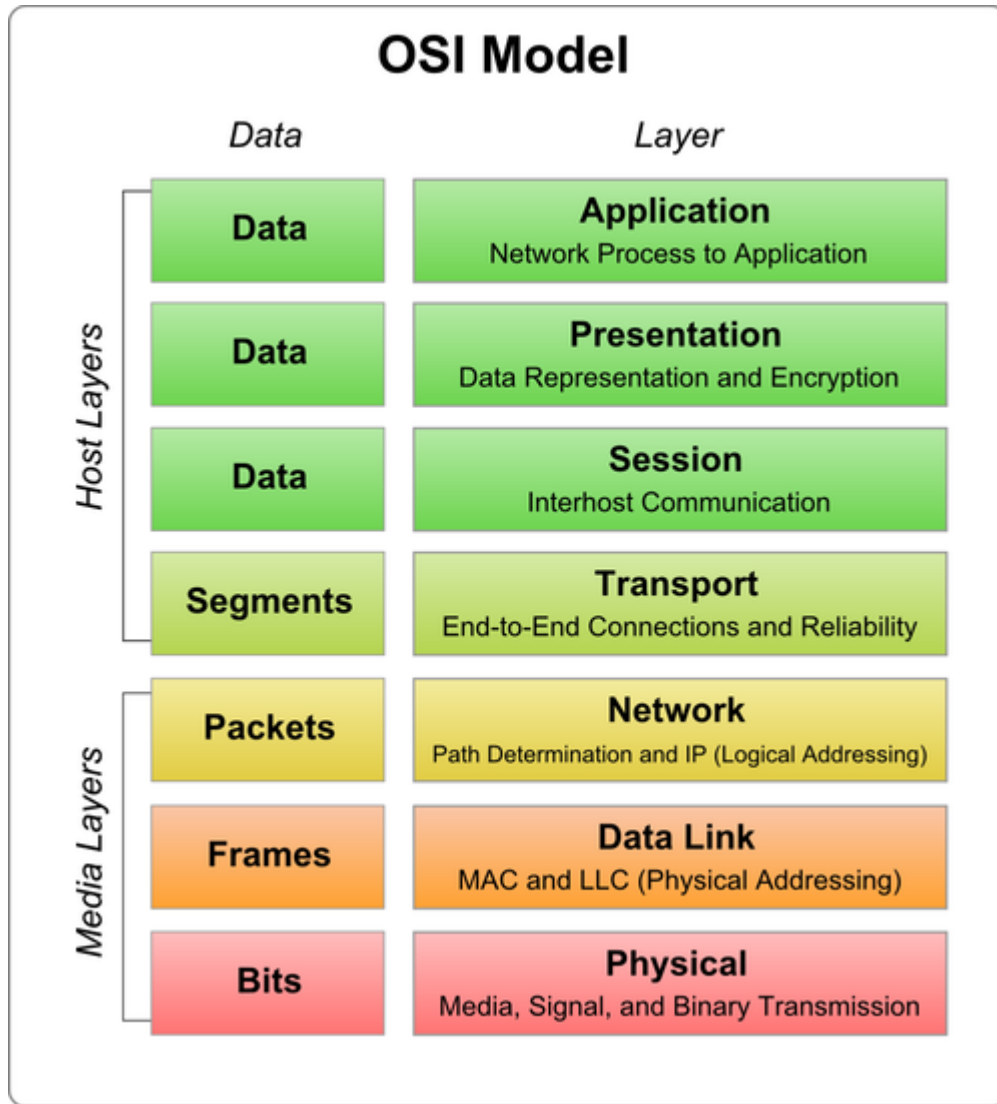 OSI Model
Data
Layer
Host Layers
Data
Application
Network Process to Application
Data
Presentation
Data Representation and Encryption
Data
Session
Interhost Communication
Segments
Transport
End-to-End Connections and Reliability
Media Layers
Packets
Network
Path Determination and IP (Logical Addressing)
Frames
Data Link
MAC and LLC (Physical Addressing)
Bits
Physical
Media, Signal, and Binary Transmission